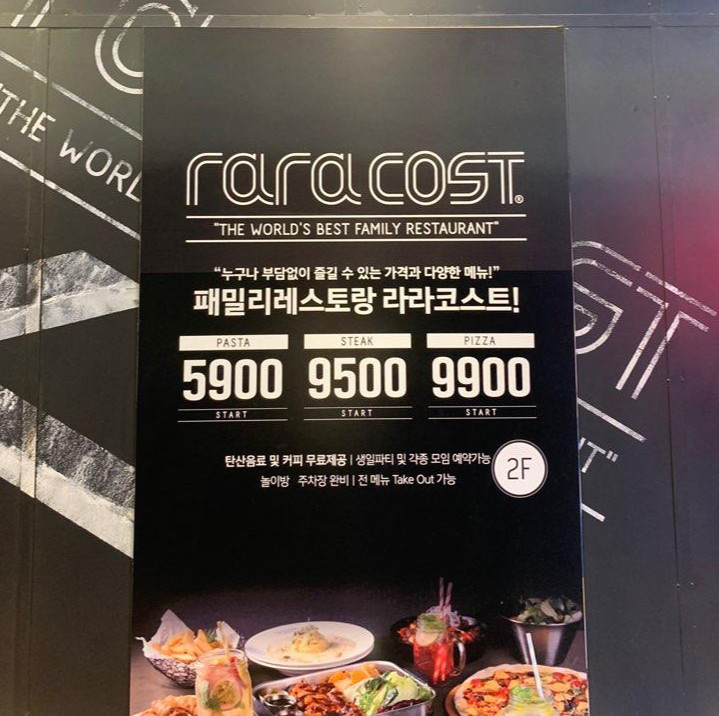 THE WORL
rara COST®
"THE WORLD'S BEST FAMILY RESTAURANT"
"누구나 부담없이 즐길 수 있는 가격과 다양한 메뉴!"
패밀리레스토랑 라라코스트!
PASTA STEAK PIZZA
5900 9500 9900
START START START
탄산음료 및 커피 무료제공 | 생일파티 및 각종 모임 예약가능
놀이방 주차장 완비 | 전 메뉴 Take Out 가능
2F
ST
NT"